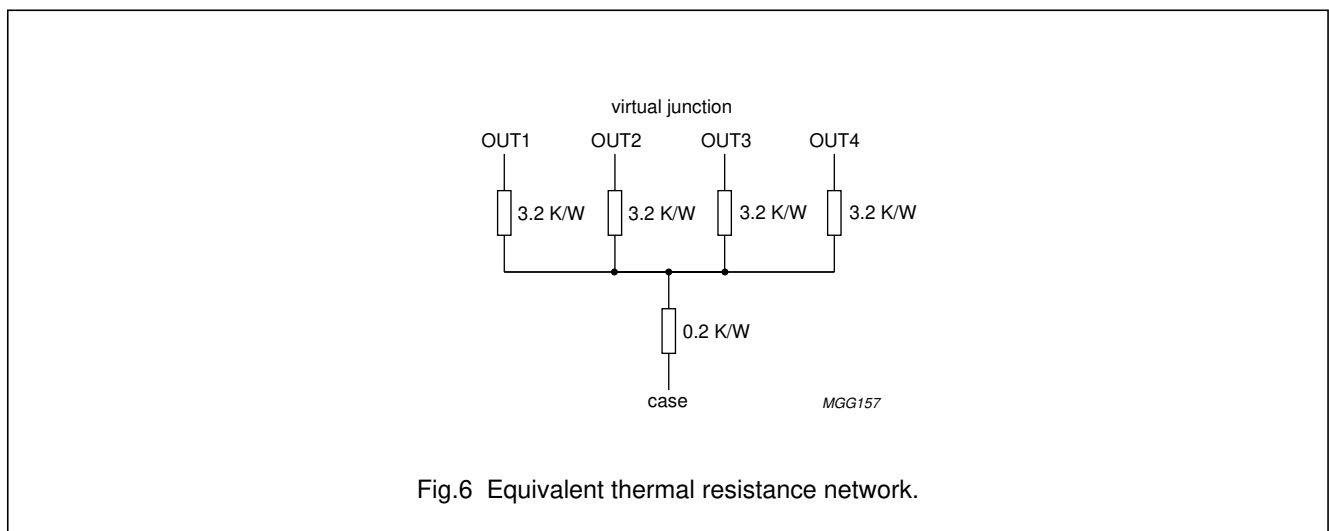 virtual junction
OUT1 OUT2 OUT3 OUT4
3.2 K/W 3.2 K/W 3.2 K/W 3.2 K/W
0.2 K/W
case MGG157
Fig.6 Equivalent thermal resistance network.